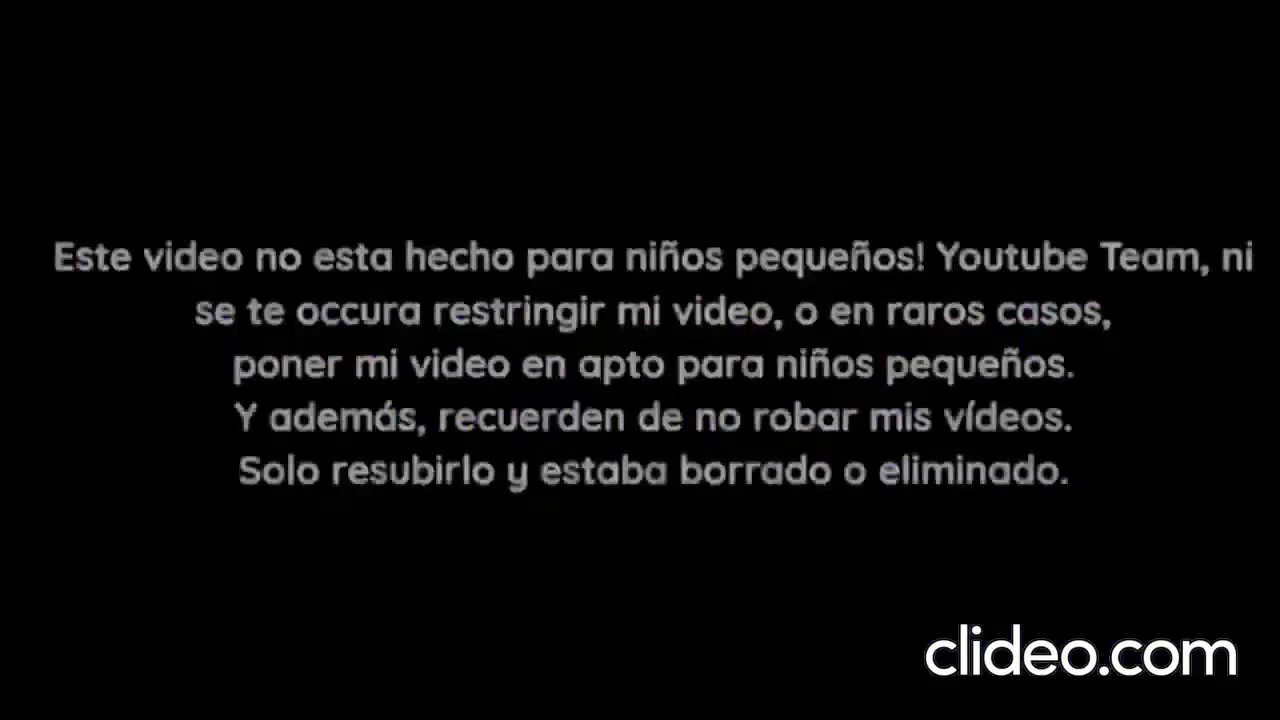 Este video no esta hecho para niños pequeños! Youtube Team, ni
se te occura restringir mi video, o en raros casos,
poner mi video en apto para niños pequeños.
Y además, recuerden de no robar mis vídeos.
Solo resubirlo y estaba borrado o eliminado.
clideo.com